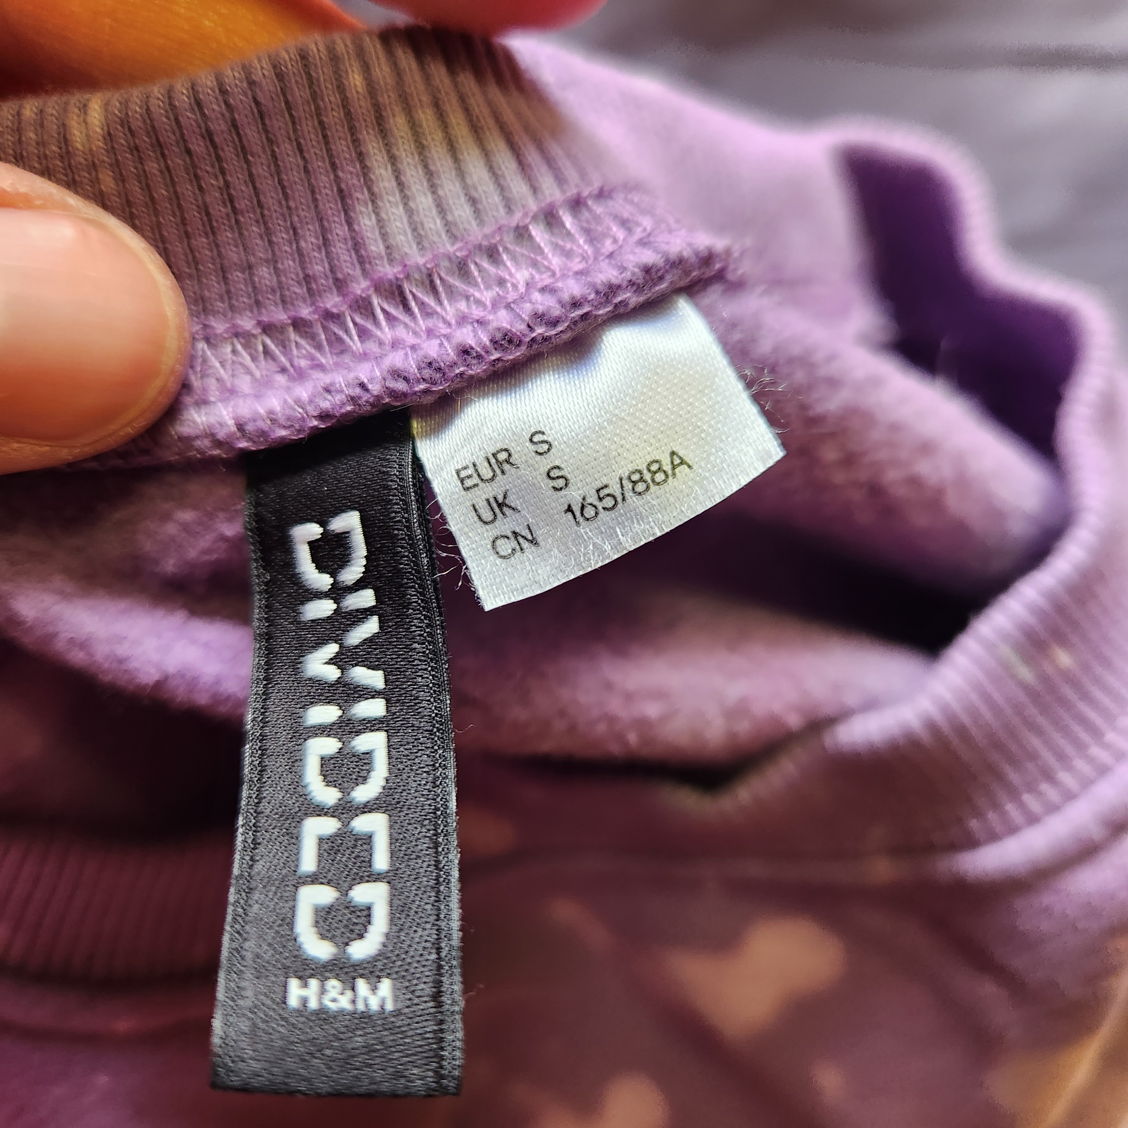 DIVIDED
H&M
EUR S
UK S
CN 165/88A